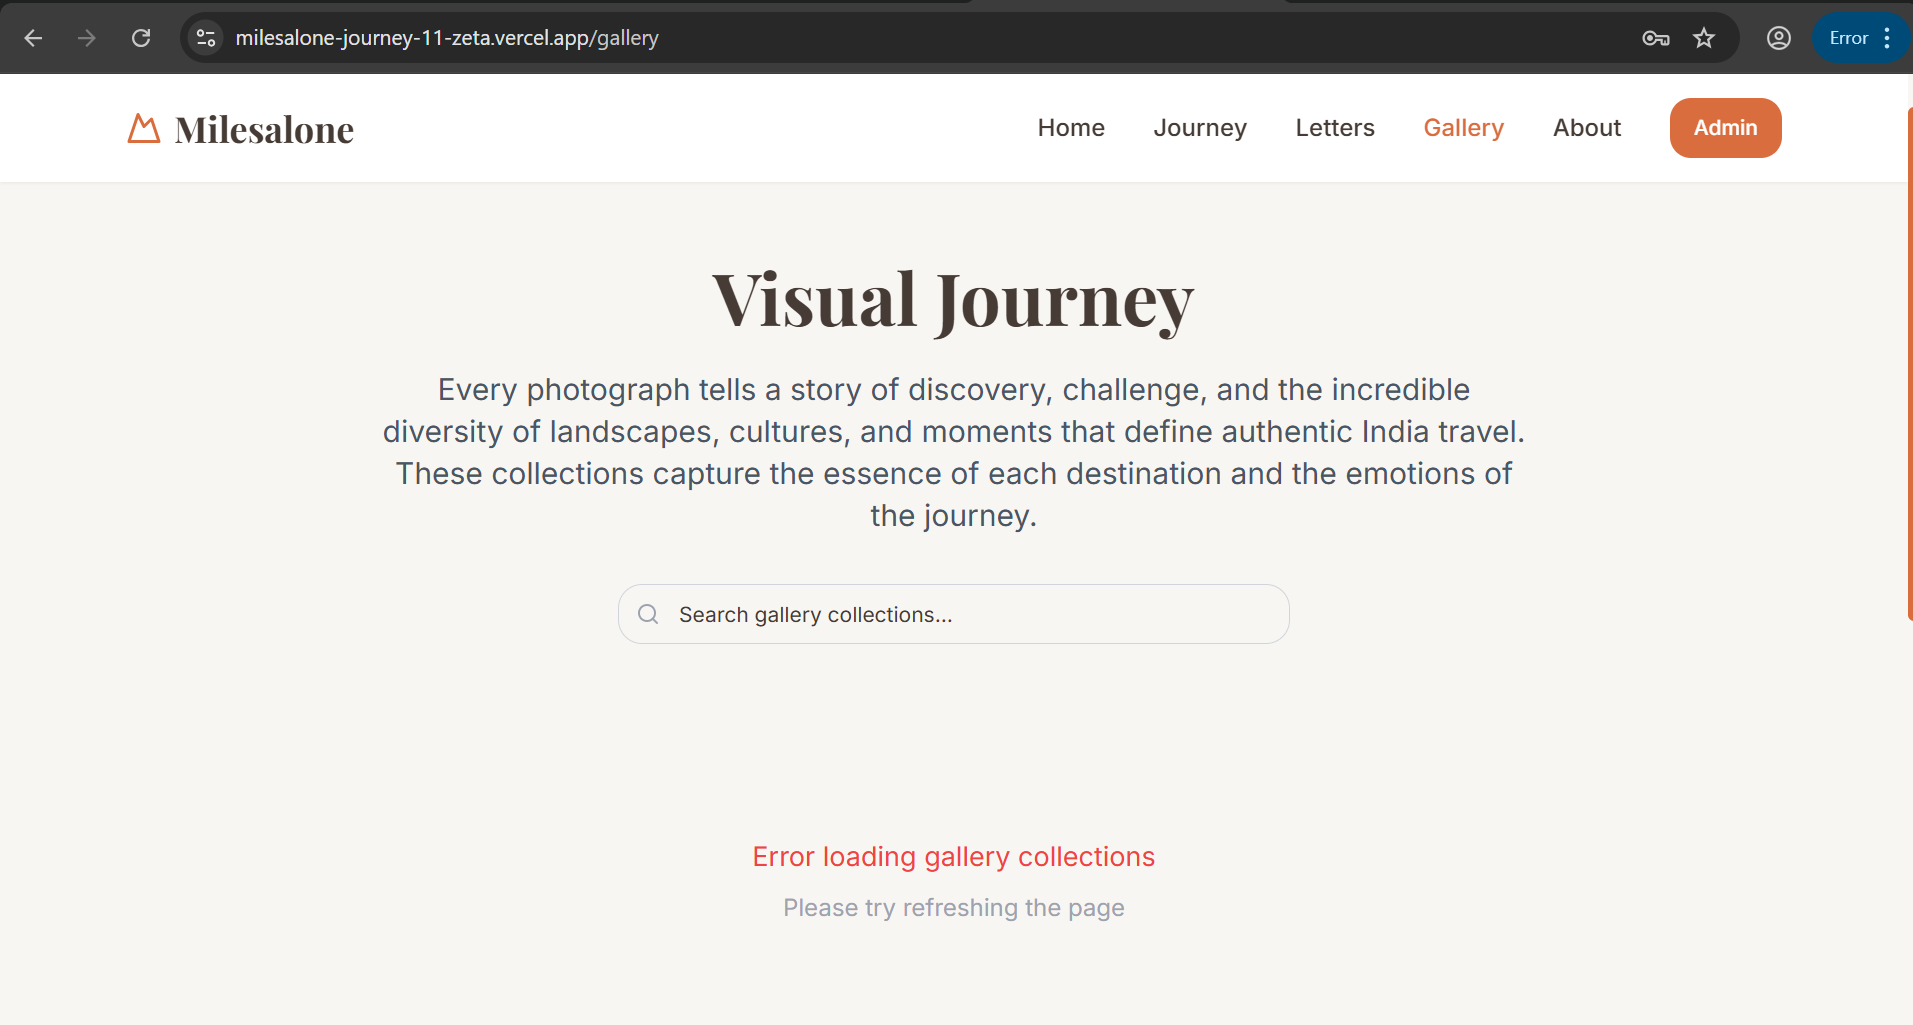 milesalone-journey-11-zeta.vercel.app/gallery
Error
Milesalone
Home
Journey
Letters
Gallery
About
Admin
Visual Journey
Every photograph tells a story of discovery, challenge, and the incredible
diversity of landscapes, cultures, and moments that define authentic India travel.
These collections capture the essence of each destination and the emotions of
the journey.
Search gallery collections...
Error loading gallery collections
Please try refreshing the page